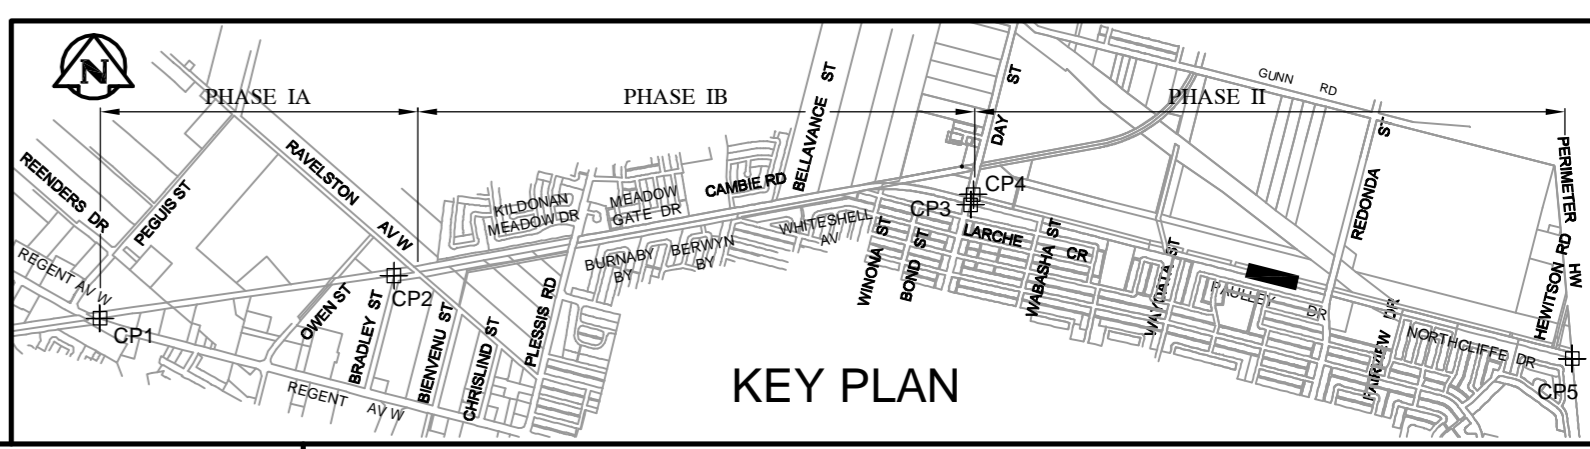 N
PHASE IA
PHASE IB
PHASE II
GUNN RD
REENDERS DR
PEGUIS ST
RAVELSTON AV W
KILDONAN
MEADOW DR
MEADOW
GATE DR
CAMBIE RD
BELLAVANCE ST
DAY ST
CP4
CP3
REDONDA ST
PERIMETER HW
HEWITSON RD
REGENT AV W
CP1
OWEN ST
BRADLEY ST
CP2
BIENVENU ST
CHRISLIND ST
PLESSIS RD
BURNABY
BY
BERWYN
BY
WHITESHELL
AV
WINONA ST
BOND ST
LARCHE CR
WABASHA ST
PAULLEY DR
FAIRVIEW DR
NORTHCLIFFE DR
CP5
REGENT AV W
KEY PLAN